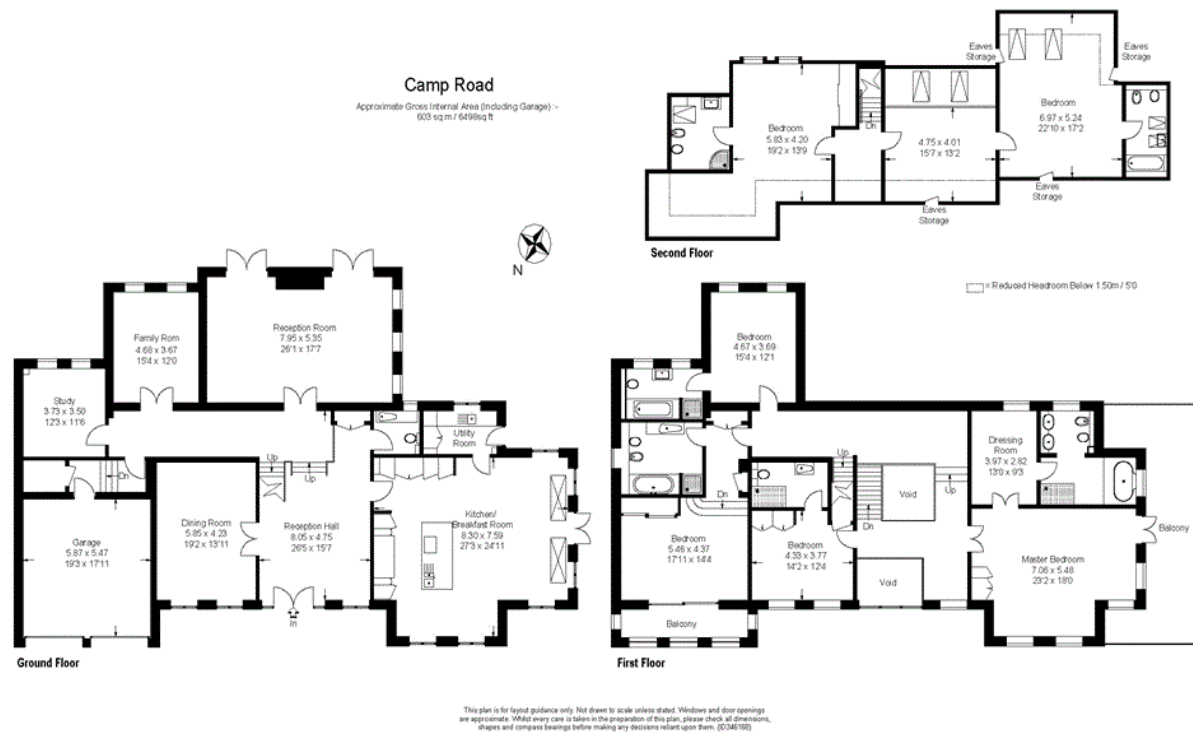 Camp Road
Approximate Gross Internal Area (Including Garage) :-
603 sq m / 6498sq ft
Eaves
Storage
Eaves
Storage
Bedroom
6.97 x 5.24
22'10 x 17'2
Bedroom
5.83 x 4.20
19'2 x 13'9
Dn
4.75 x 4.01
15'7 x 13'2
Eaves
Storage
Eaves
Storage
Second Floor
N
= Reduced Headroom Below 1.50m / 5'0
Family Rom
4.68 x 3.67
15'4 x 12'0
Reception Room
7.95 x 5.35
26'1 x 17'7
Study
3.73 x 3.50
12'3 x 11'6
Utility
Room
Up
Up
Dn
Dining Room
5.85 x 4.23
19'2 x 13'11
Reception Hall
8.05 x 4.75
26'5 x 15'7
Kitchen/
Breakfast Room
8.30 x 7.59
27'3 x 24'11
Garage
5.87 x 5.47
19'3 x 17'11
In
Ground Floor
Bedroom
4.67 x 3.69
15'4 x 12'1
Dressing
Room
3.97 x 2.82
13'0 x 9'3
Up
Void
Up
Dn
Dn
Bedroom
5.46 x 4.37
17'11 x 14'4
Bedroom
4.33 x 3.77
14'2 x 12'4
Void
Master Bedroom
7.06 x 5.48
23'2 x 18'0
Balcony
Balcony
First Floor
This plan is for layout guidance only. Not drawn to scale unless stated. Windows and door openings
are approximate. Whilst every care is taken in the preparation of this plan, please check all dimensions,
shapes and compass bearings before making any decisions reliant upon them. (ID346188)